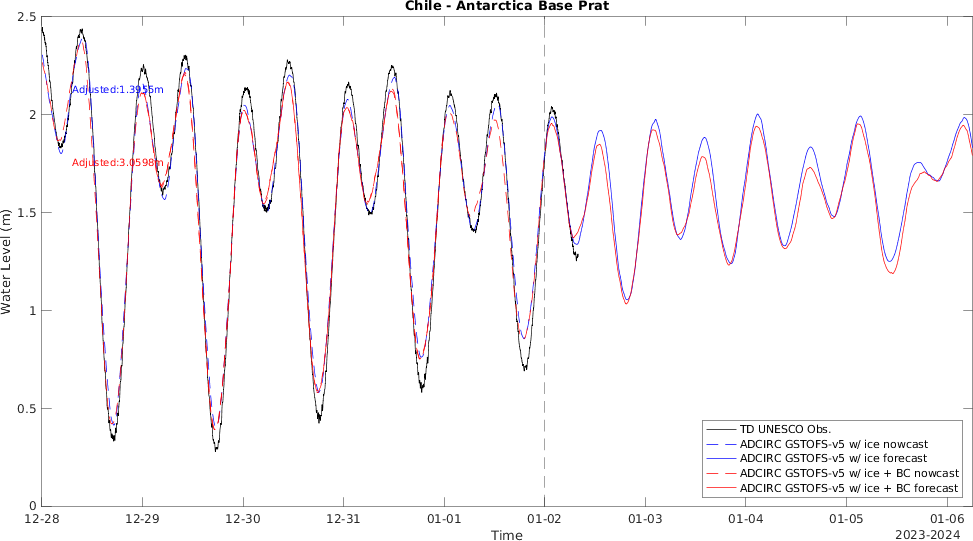 Chile - Antarctica Base Prat
2.5
2
1.5
1
0.5
0
Water Level (m)
Adjusted:1.3955m
Adjusted:3.0598m
TD UNESCO Obs.
ADCIRC GSTOFS-v5 w/ ice nowcast
ADCIRC GSTOFS-v5 w/ ice forecast
ADCIRC GSTOFS-v5 w/ ice + BC nowcast
ADCIRC GSTOFS-v5 w/ ice + BC forecast
12-28 12-29 12-30 12-31 01-01 01-02 01-03 01-04 01-05 01-06
Time
2023-2024